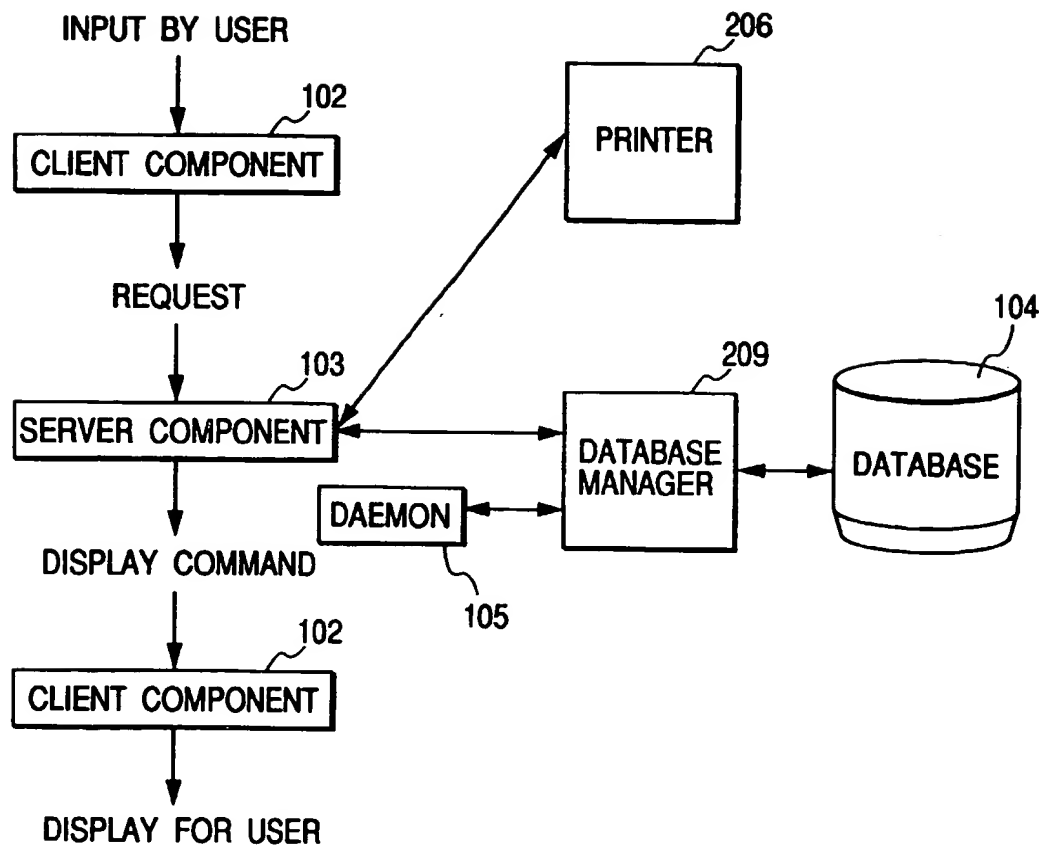 INPUT BY USER
206
102
CLIENT COMPONENT
PRINTER
REQUEST
104
103
209
SERVER COMPONENT
DATABASE
MANAGER
DATABASE
DAEMON
DISPLAY COMMAND
105
102
CLIENT COMPONENT
DISPLAY FOR USER